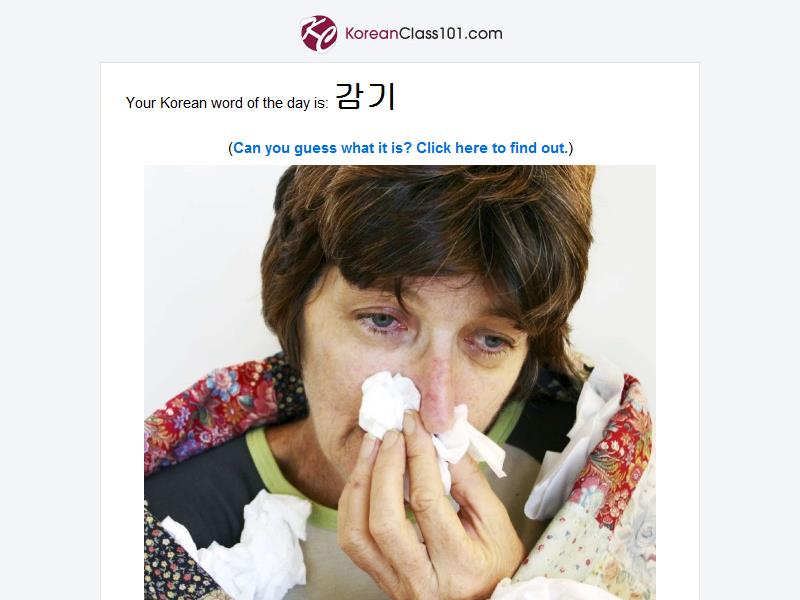 KoreanClass101.com
Your Korean word of the day is: 감기
(Can you guess what it is? Click here to find out.)